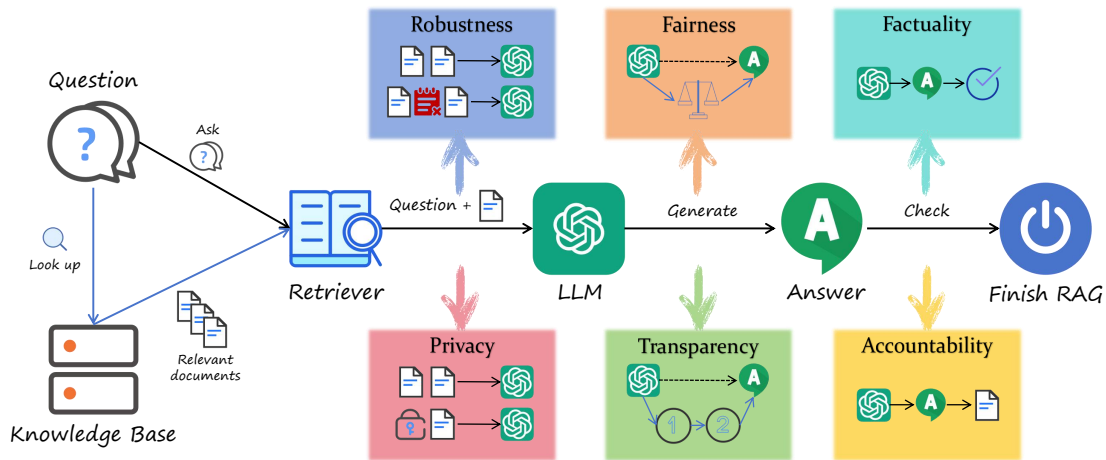 Robustness
Fairness
Factuality
Question
?
Ask
?
Question +
Generate
Check
A
A
A
Look up
Retriever
LLM
Answer
Finish RAG
Relevant
documents
Knowledge Base
Privacy
Transparency
Accountability
A
1
2
A